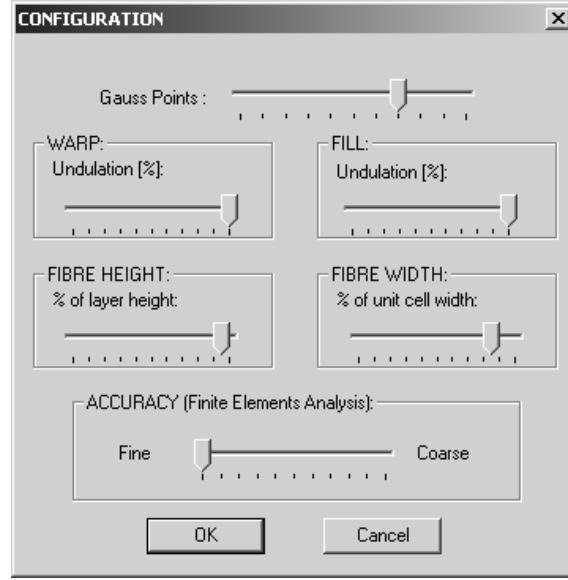 CONFIGURATION
Gauss Points :
WARP:
FILL:
Undulation [%]:
Undulation [%]:
FIBRE HEIGHT:
FIBRE WIDTH:
% of layer height:
% of unit cell width:
ACCURACY (Finite Elements Analysis):
Fine
Coarse
OK
Cancel